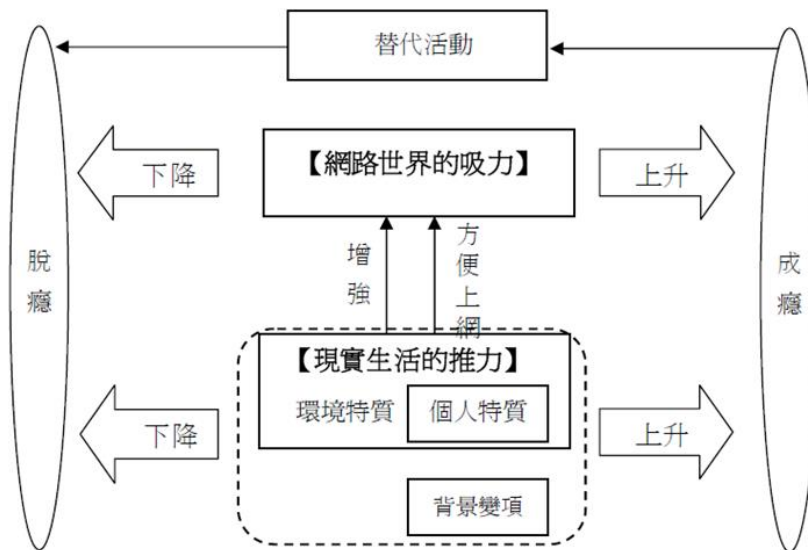 替代活動
【網路世界的吸力】
下降
上升
脫癮
成癮
增強
方便上網
【現實生活的推力】
環境特質
個人特質
下降
上升
背景變項